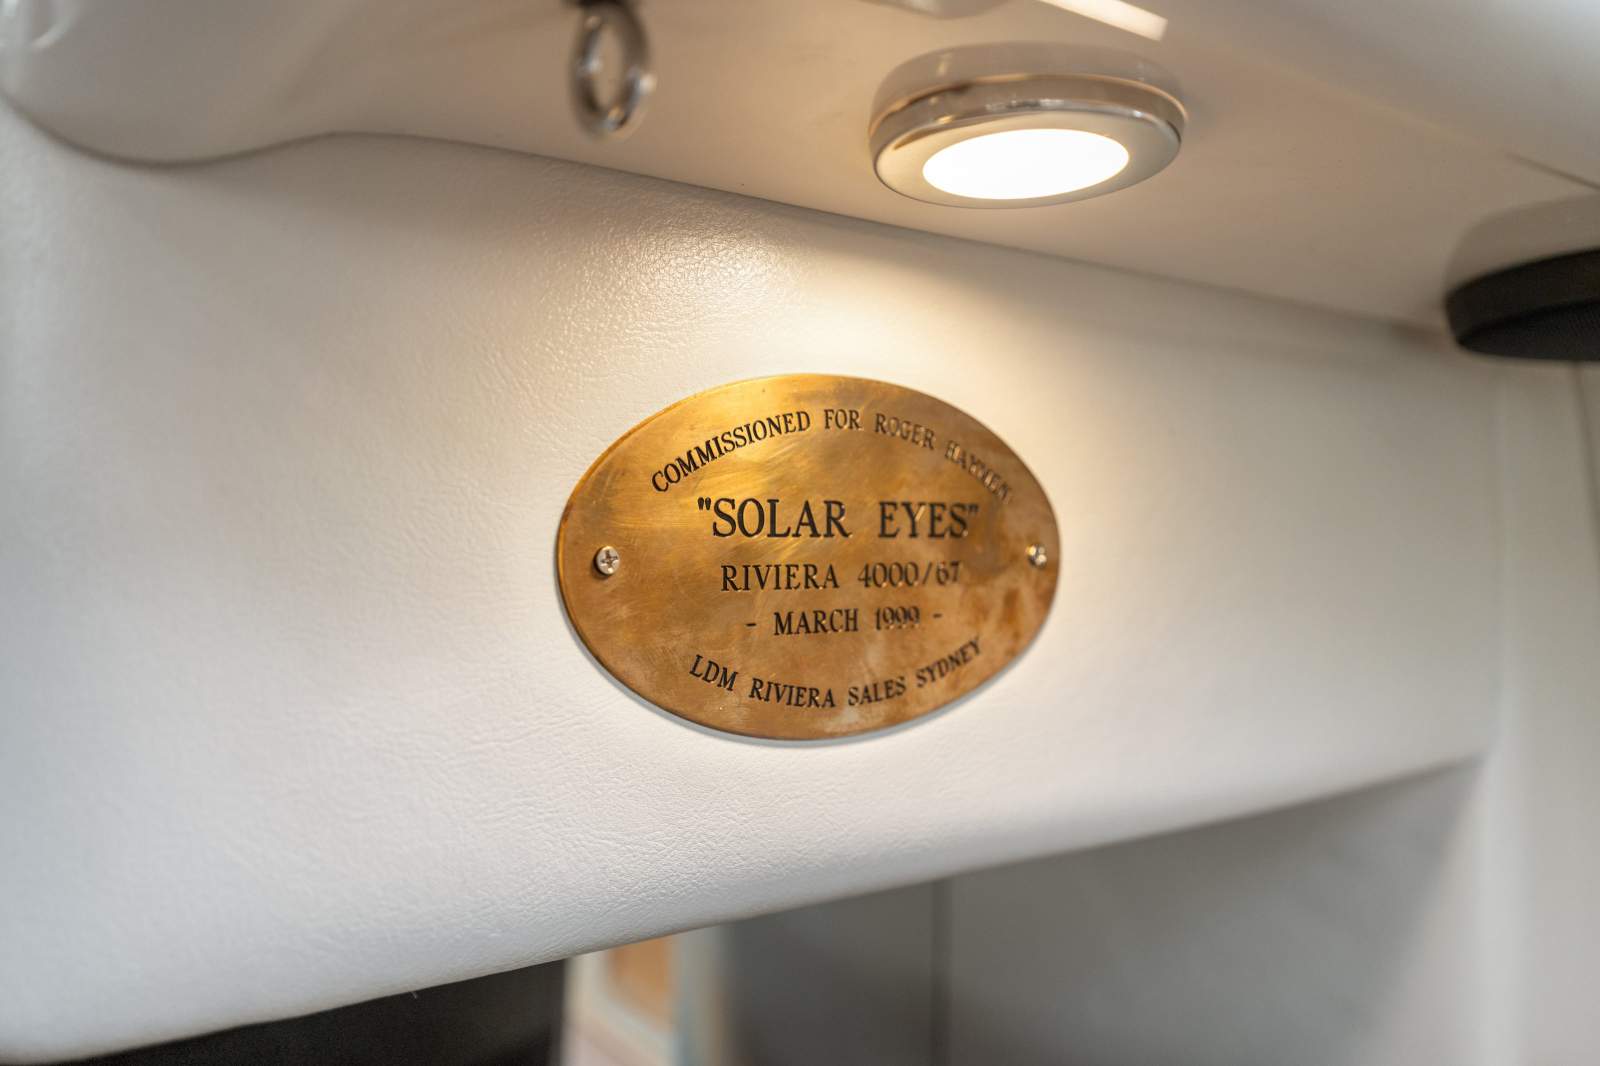 COMMISSIONED FOR ROGER
"SOLAR EYES"
RIVIERA 4000/67
- MARCH 1999 -
LDM RIVIERA SALES SYDNEY